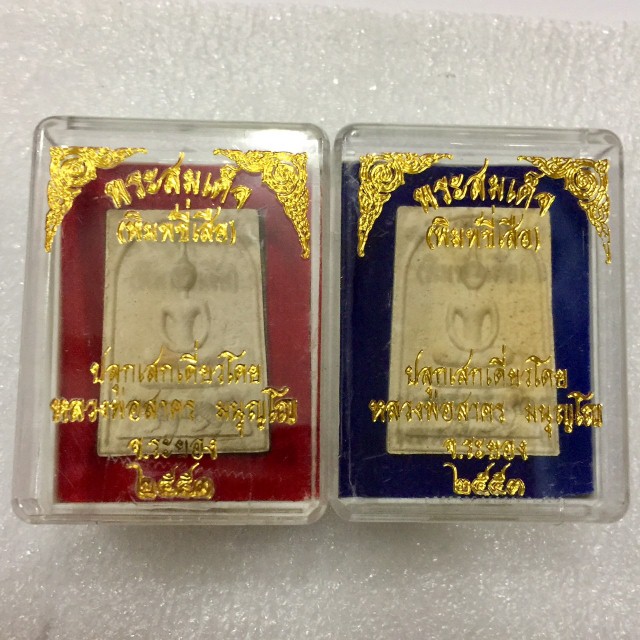 พระสมเด็จ
(พิมพ์ขี่เสือ)
ปลุกเสกเดี่ยวโดย
หลวงพ่อสาคร มนุญฺโญ
จ.ระยอง
๒๕๕๓
พระสมเด็จ
(พิมพ์ขี่เสือ)
ปลุกเสกเดี่ยวโดย
หลวงพ่อสาคร มนุญฺโญ
จ.ระยอง
๒๕๕๓